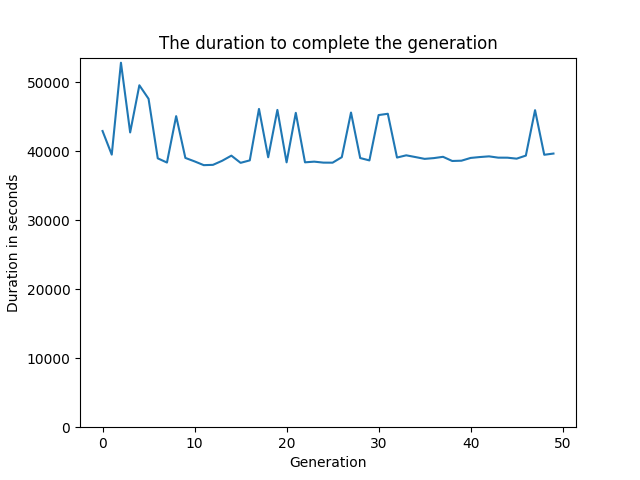 The duration to complete the generation
50000
40000
30000
20000
10000
0
Duration in seconds
0 10 20 30 40 50
Generation